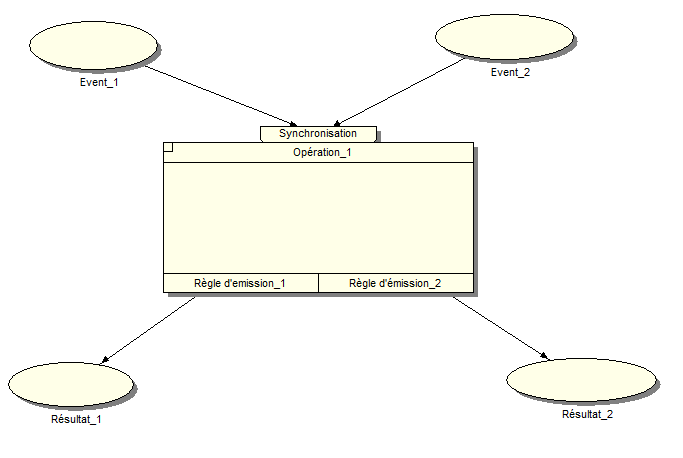 Event_1
Event_2
Synchronisation
Opération_1
Règle d'emission_1
Règle d'émission_2
Résultat_1
Résultat_2